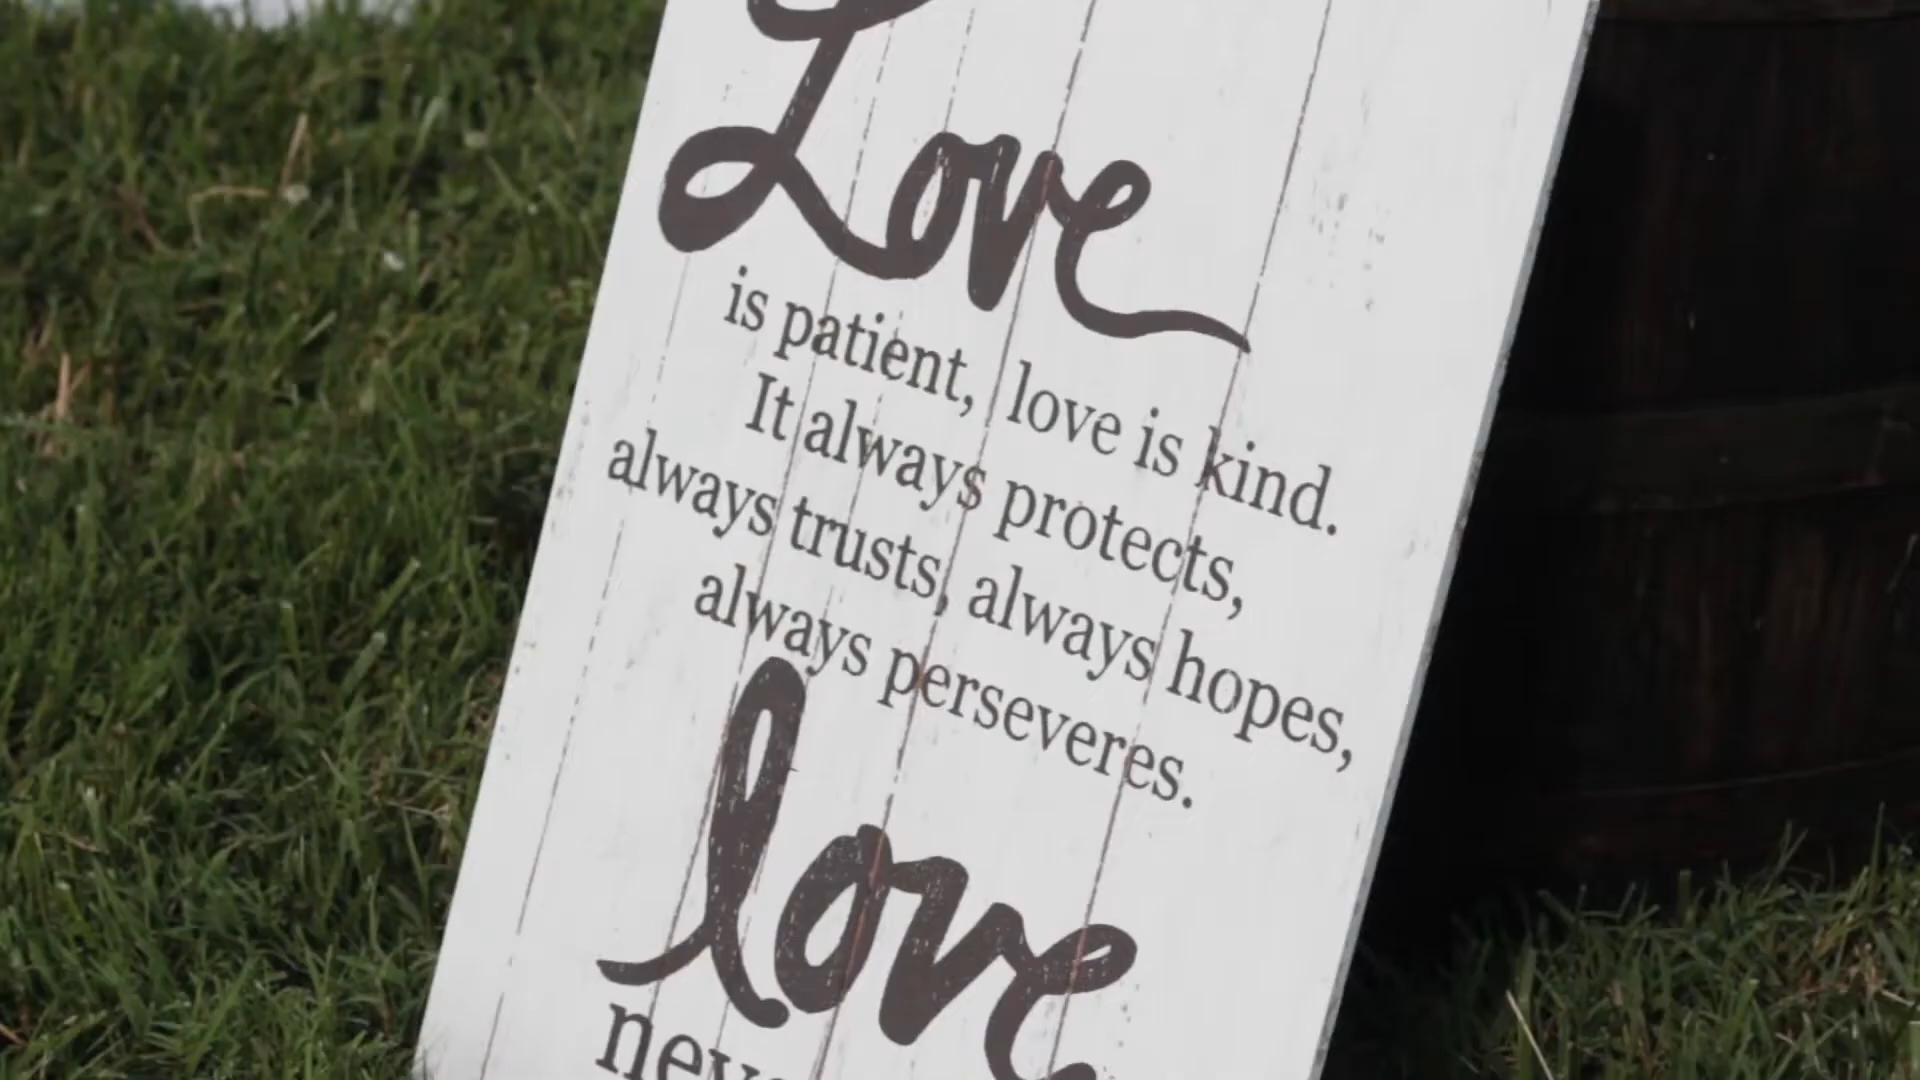 Love
is patient, love is kind.
It always protects,
always trusts, always hopes,
always perseveres.
love